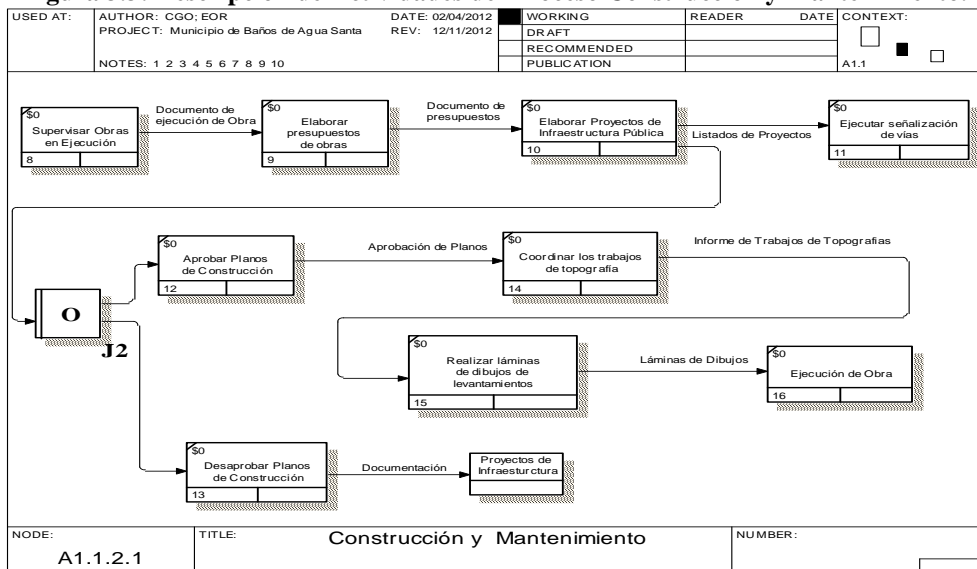 USED AT:
AUTHOR: CGO; EOR
DATE: 02/04/2012
PROJECT: Municipio de Baños de Agua Santa
REV: 12/11/2012
NOTES: 1 2 3 4 5 6 7 8 9 10
WORKING
DRAFT
RECOMMENDED
PUBLICATION
READER
DATE
CONTEXT:
A1.1
$0
Supervisar Obras
en Ejecución
8
Documento de
ejecución de Obra
$0
Elaborar
presupuestos
de obras
9
Documento de
presupuestos
$0
Elaborar Proyectos de
Infraestructura Pública
10
Listados de Proyectos
$0
Ejecutar señalización
de vías
11
O
J2
$0
Aprobar Planos
de Construcción
12
Aprobación de Planos
$0
Coordinar los trabajos
de topografía
14
Informe de Trabajos de Topografias
$0
Realizar láminas
de dibujos de
levantamientos
15
Láminas de Dibujos
$0
Ejecución de Obra
16
$0
Desaprobar Planos
de Construcción
13
Documentación
Proyectos de
Infraesturctura
NODE:
A1.1.2.1
TITLE:
Construcción y Mantenimiento
NUMBER: